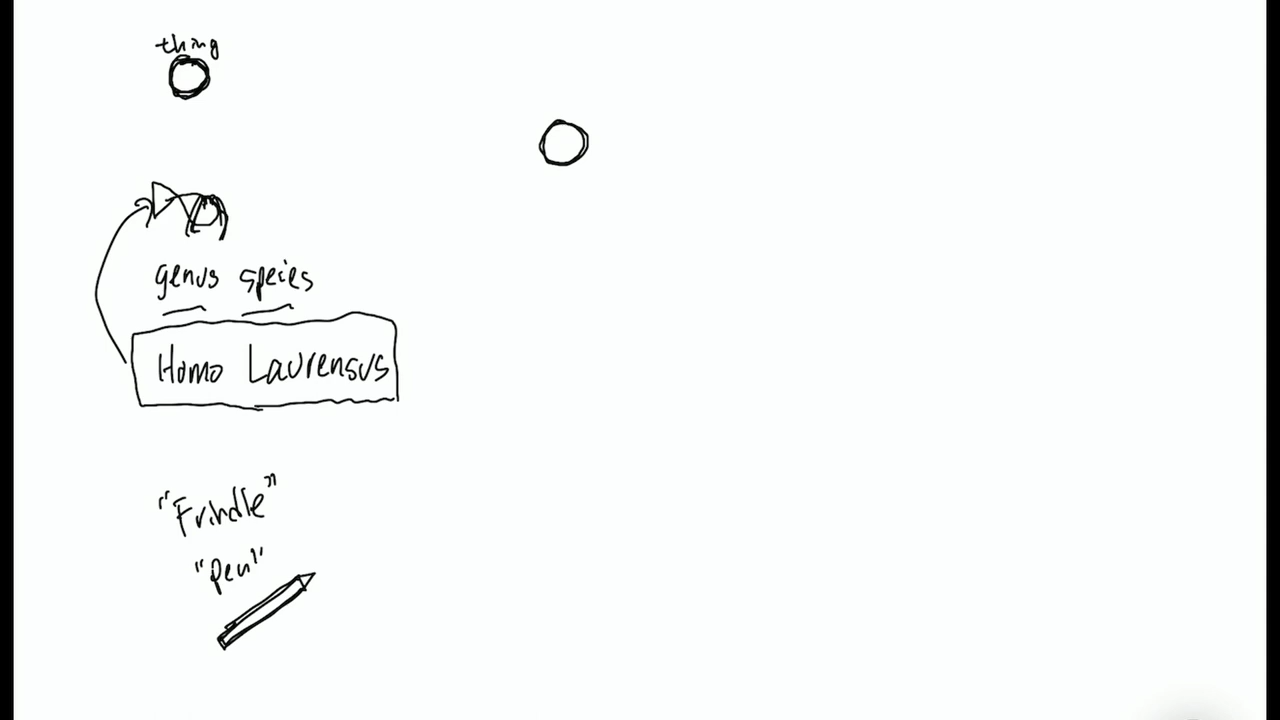 thing
genus species
Homo Laurensus
"Frindle"
"Pen"